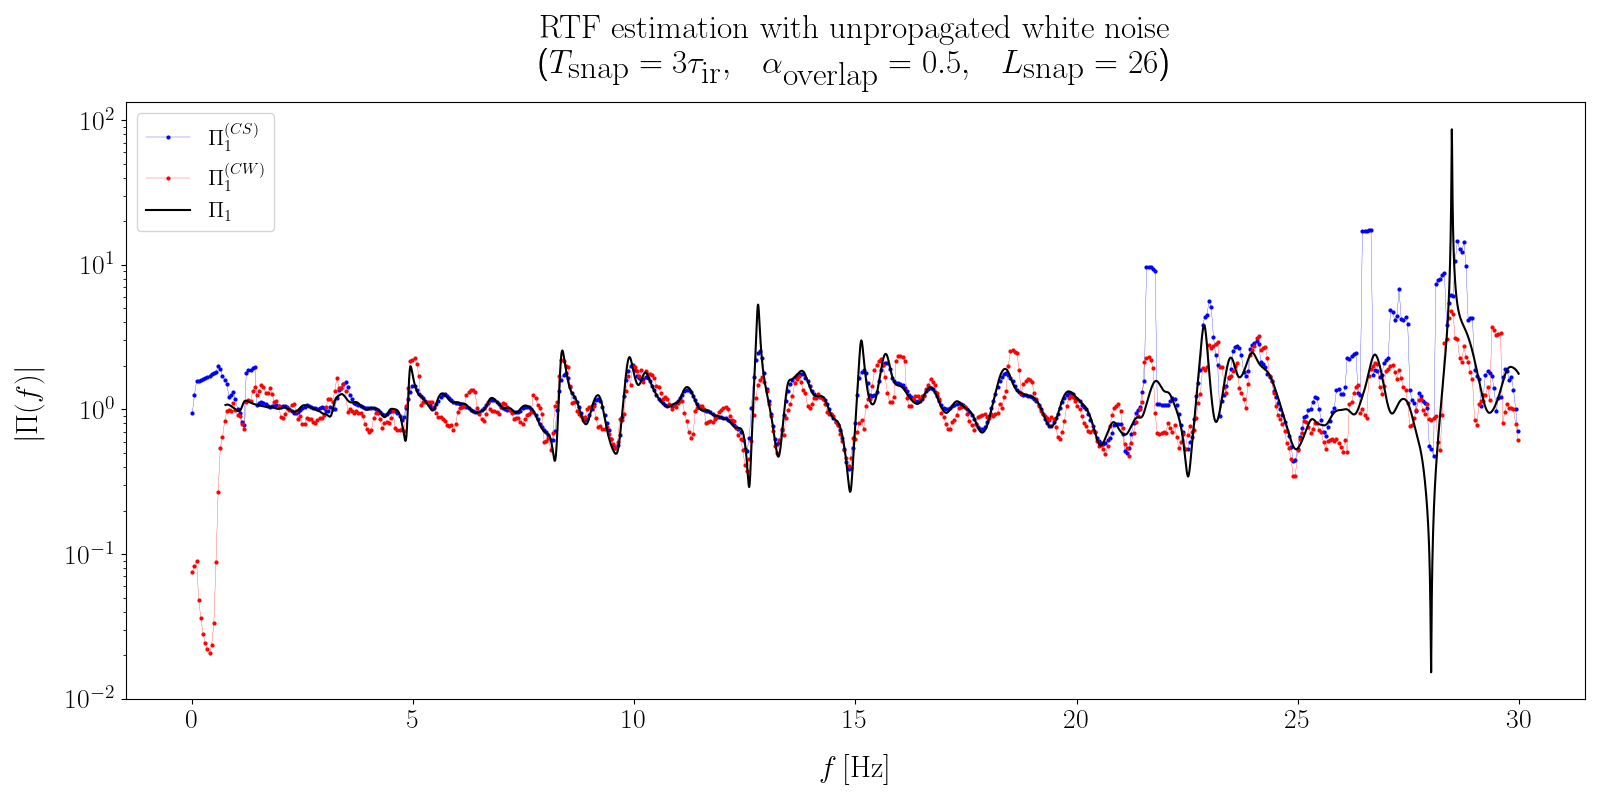 RTF estimation with unpropagated white noise
(T_snap = 3τ_ir, α_overlap = 0.5, L_snap = 26)
|Π(f)|
10^2
10^1
10^0
10^−1
10^−2
Π_1^(CS)
Π_1^(CW)
Π_1
0 5 10 15 20 25 30
f [Hz]